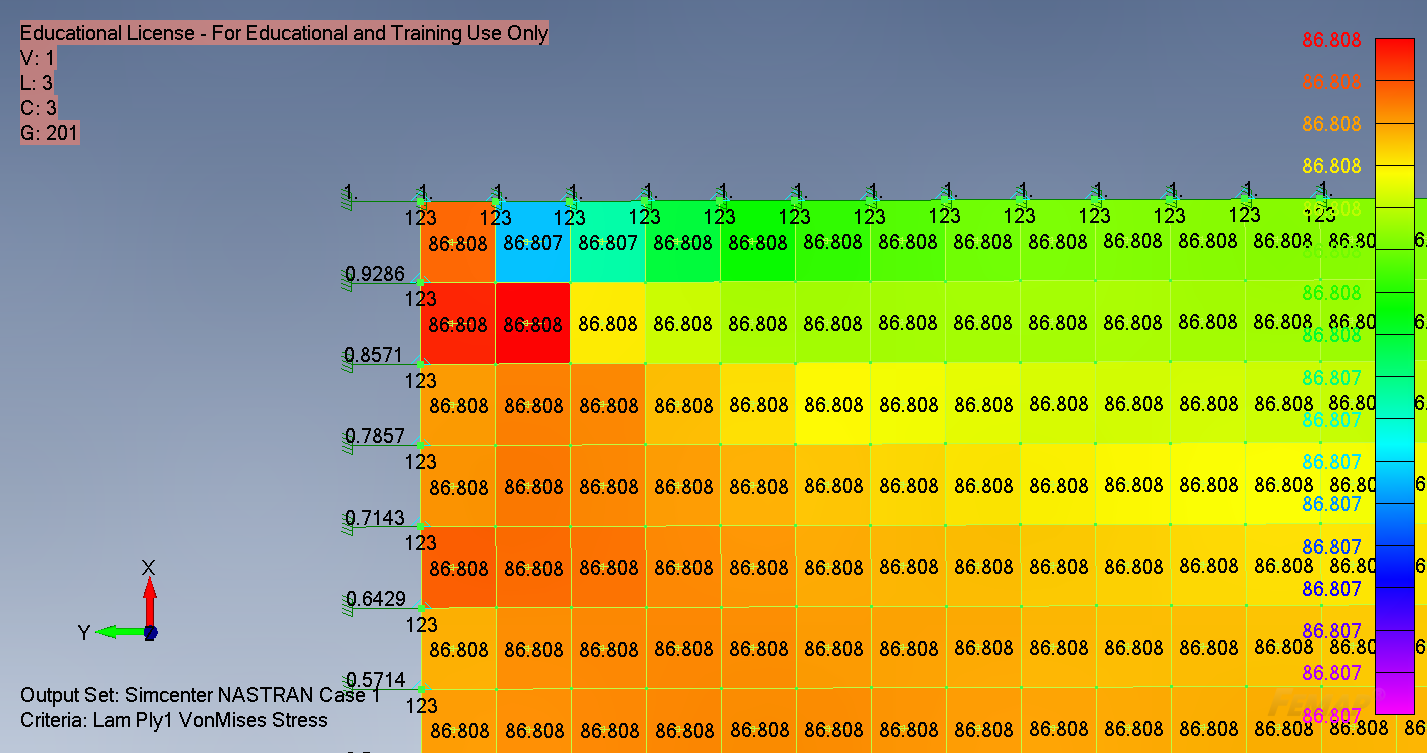 Educational License - For Educational and Training Use Only
V: 1
L: 3
C: 3
G: 201
86.808
86.808
86.808
86.808
1. 1. 1. 1. 1. 1. 1. 1. 1. 1. 1. 1. 1. 1.
123 123 123 123 123 123 123 123 123 123 123 123 123 86.808
86.808 86.807 86.807 86.808 86.808 86.808 86.808 86.808 86.808 86.808 86.808 86.808
0.9286
123 86.808
86.808 86.808 86.808 86.808 86.808 86.808 86.808 86.808 86.808 86.808 86.808 86.808
86.808
0.8571
123 86.807
86.808 86.808 86.808 86.808 86.808 86.808 86.808 86.808 86.808 86.808 86.808 86.808
86.807
0.7857
123 86.807
86.808 86.808 86.808 86.808 86.808 86.808 86.808 86.808 86.808 86.808 86.808 86.808
86.807
0.7143
123 86.807
86.808 86.808 86.808 86.808 86.808 86.808 86.808 86.808 86.808 86.808 86.808 86.808
X
86.807
0.6429
123 86.807
Y
86.808 86.808 86.808 86.808 86.808 86.808 86.808 86.808 86.808 86.808 86.808 86.808 86.808
86.807
0.5714
Output Set: Simcenter NASTRAN Case 1
123 86.807
Criteria: Lam Ply1 VonMises Stress
86.808 86.808 86.808 86.808 86.808 86.808 86.808 86.808 86.808 86.808 86.808 86.808 86.808